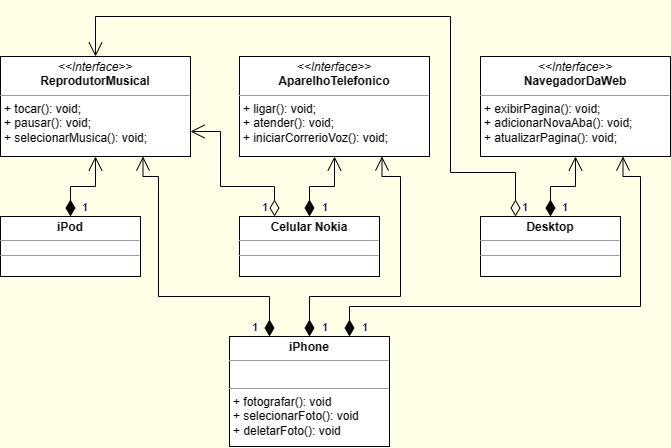 <<Interface>>
ReprodutorMusical
+ tocar(): void;
+ pausar(): void;
+ selecionarMusica(): void;
<<Interface>>
AparelhoTelefonico
+ ligar(): void;
+ atender(): void;
+ iniciarCorrerioVoz(): void;
<<Interface>>
NavegadorDaWeb
+ exibirPagina(): void;
+ adicionarNovaAba(): void;
+ atualizarPagina(): void;
1
1
1
1
1
iPod
Celular Nokia
Desktop
1
1
1
iPhone
+ fotografar(): void
+ selecionarFoto(): void
+ deletarFoto(): void